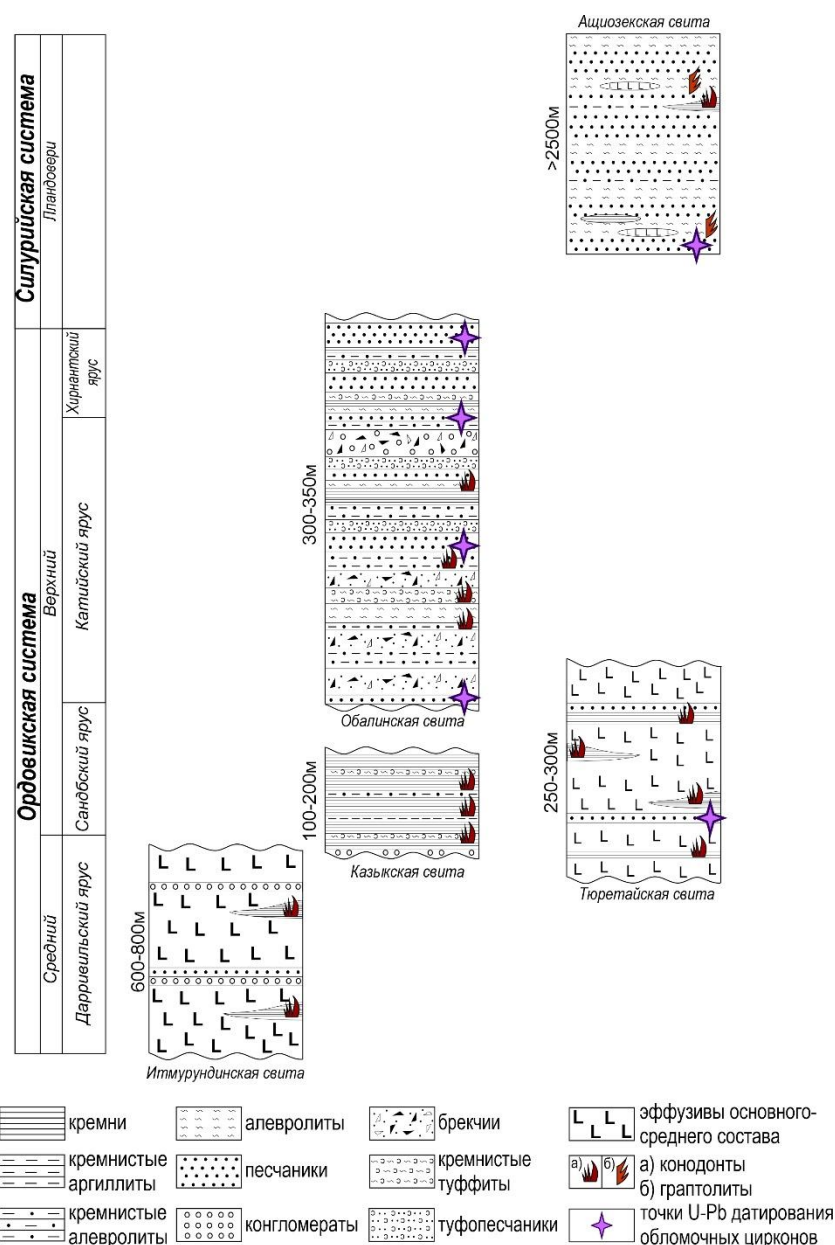 Ащиозекская свита
Силурийская система
Лландовери
>2500м
Хирнантский
ярус
300-350м
Ордовикская система
Верхний
Катийский ярус
Обалинская свита
Сандбский ярус
100-200м
250-300м
Казыкская свита
Тюретайская свита
Средний
Дарривильский ярус
600-800м
Итмурундинская свита
кремни
алевролиты
брекчии
эффузивы основного-
среднего состава
кремнистые
аргиллиты
песчаники
кремнистые
туффиты
а) б) а) конодонты
б) граптолиты
кремнистые
алевролиты
конгломераты
туфопесчаники
точки U-Pb датирования
обломочных цирконов